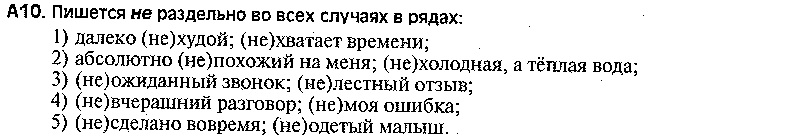 А10. Пишется не раздельно во всех случаях в рядах:
1) далеко (не)худой; (не)хватает времени;
2) абсолютно (не)похожий на меня; (не)холодная, а тёплая вода;
3) (не)ожиданный звонок; (не)лестный отзыв;
4) (не)вчерашний разговор; (не)моя ошибка;
5) (не)сделано вовремя; (не)одетый малыш.